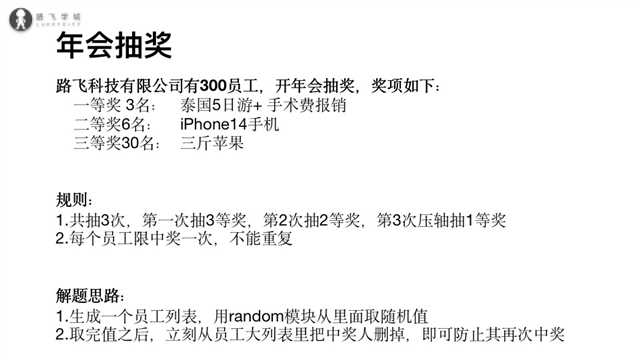 路飞学城
年会抽奖
路飞科技有限公司有300员工，开年会抽奖，奖项如下：
一等奖 3名： 泰国5日游+ 手术费报销
二等奖6名： iPhone14手机
三等奖30名： 三斤苹果
规则：
1.共抽3次，第一次抽3等奖，第2次抽2等奖，第3次压轴抽1等奖
2.每个员工限中奖一次，不能重复
解题思路：
1.生成一个员工列表，用random模块从里面取随机值
2.取完值之后，立刻从员工大列表里把中奖人删掉，即可防止其再次中奖